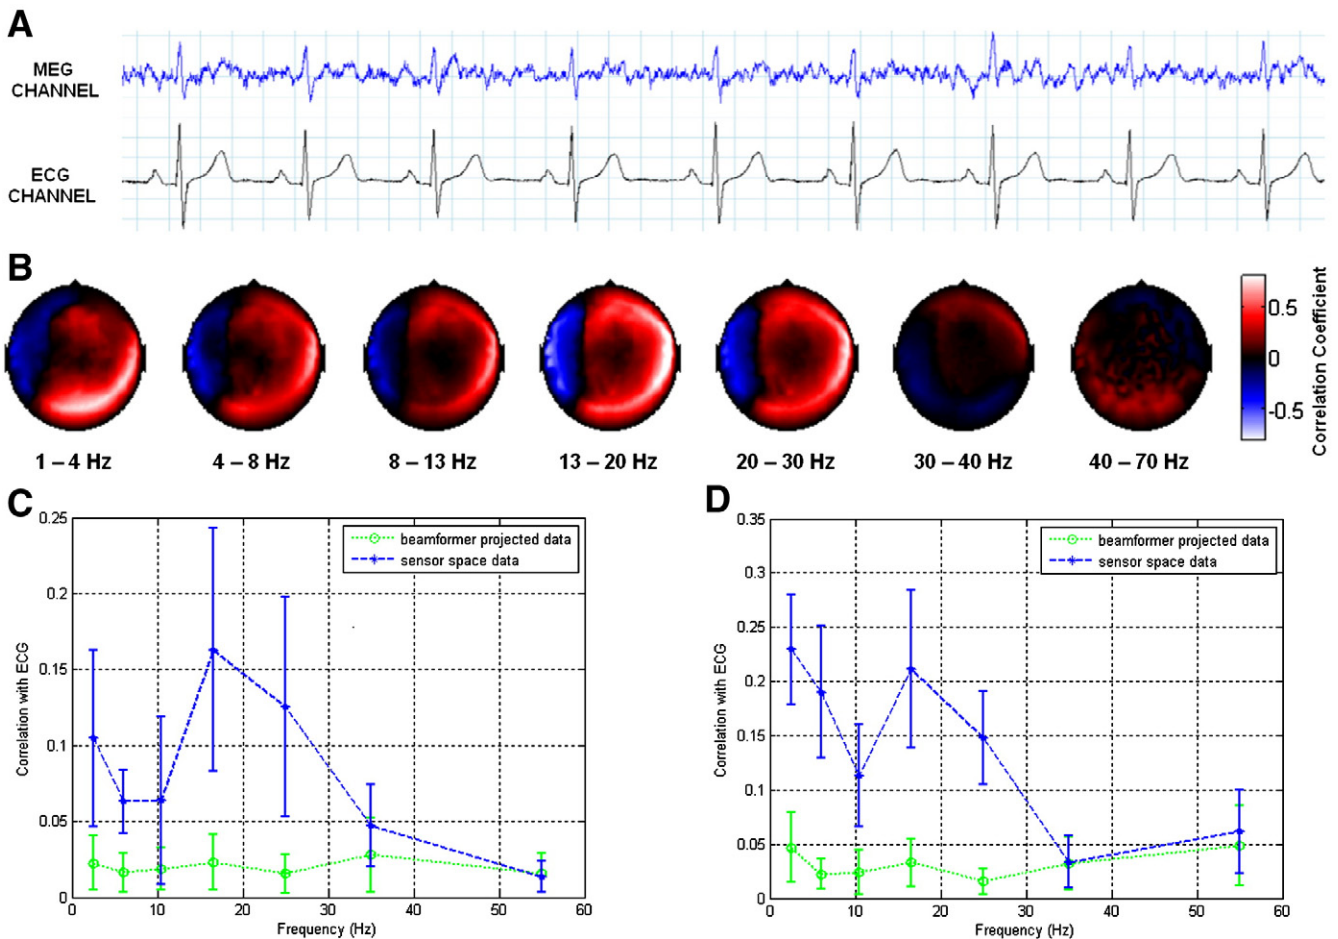 A
MEG
CHANNEL
ECG
CHANNEL
B
1 – 4 Hz
4 – 8 Hz
8 – 13 Hz
13 – 20 Hz
20 – 30 Hz
30 – 40 Hz
40 – 70 Hz
0.5
0
-0.5
Correlation Coefficient
C
0.25
0.2
0.15
0.1
0.05
0
0
10
20
30
40
50
60
Correlation with ECG
Frequency (Hz)
beamformer projected data
sensor space data
D
0.35
0.3
0.25
0.2
0.15
0.1
0.05
0
0
10
20
30
40
50
60
Correlation with ECG
Frequency (Hz)
beamformer projected data
sensor space data